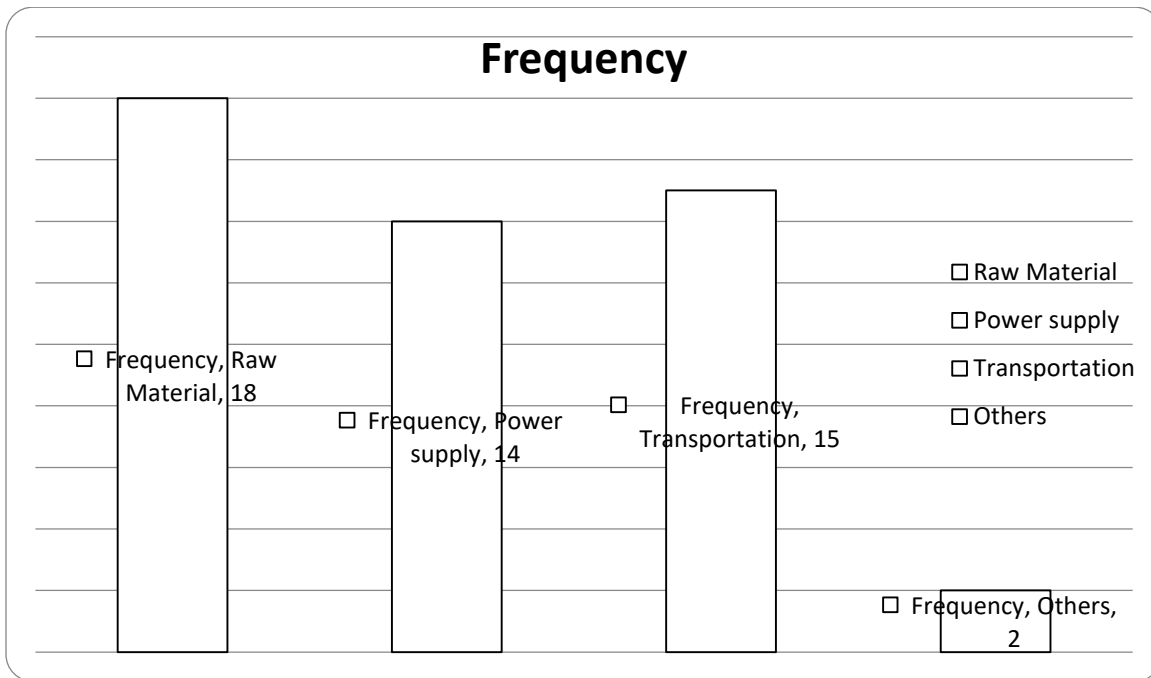 Frequency
Frequency, Raw
Material, 18
Frequency, Power
supply, 14
Frequency,
Transportation, 15
Frequency, Others,
2
Raw Material
Power supply
Transportation
Others